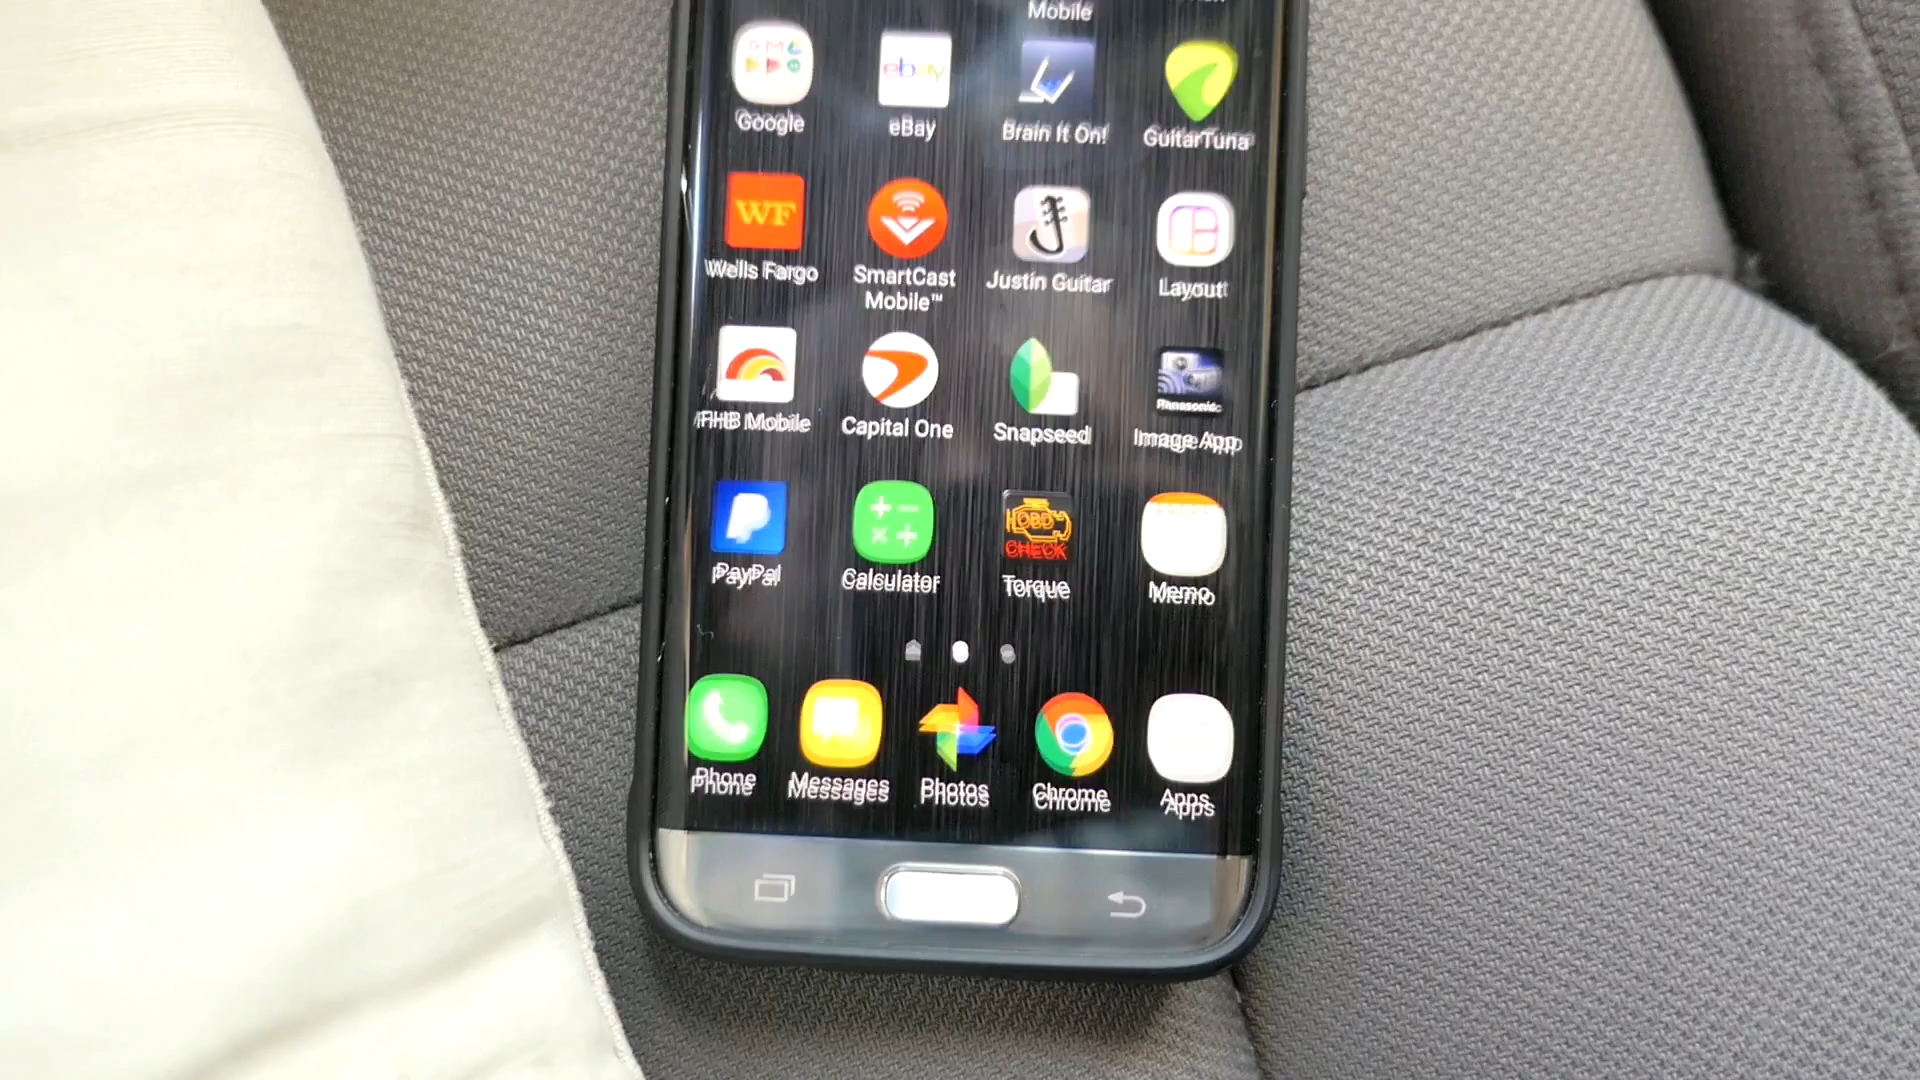 Mobile
Google
eBay
Brain It On!
GuitarTuna
ebay
WF
Wells Fargo
SmartCast
Mobile™
Justin Guitar
Layout
FHB Mobile
Capital One
Snapseed
Panasonic
Image App
OBD
CHECK
PayPal
Calculator
Torque
Memo
Phone
Messages
Photos
Chrome
Apps